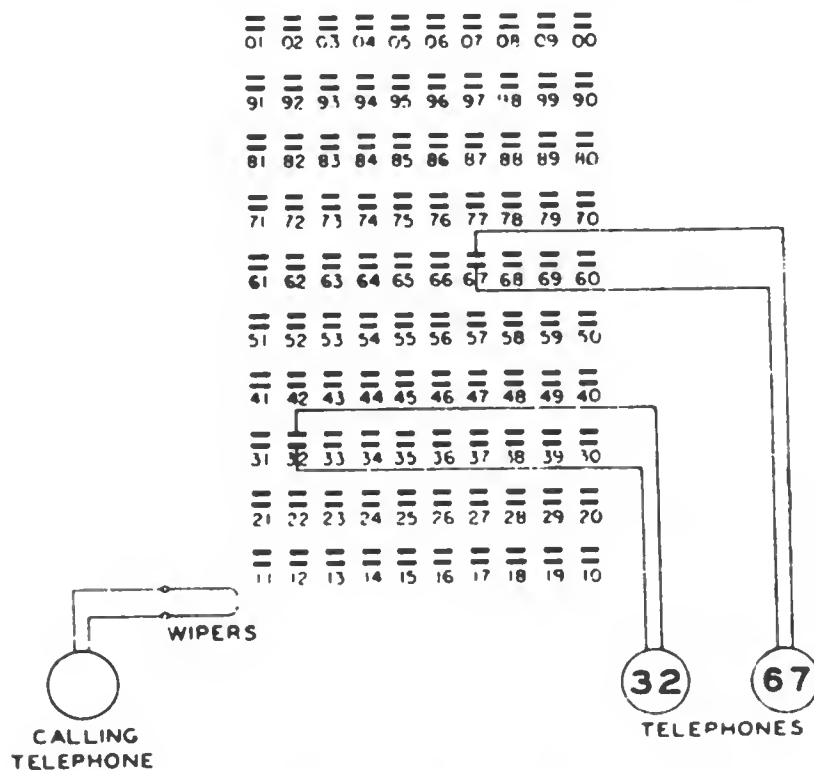 01 02 03 04 05 06 07 08 09 00
91 92 93 94 95 96 97 98 99 90
81 82 83 84 85 86 87 88 89 80
71 72 73 74 75 76 77 78 79 70
61 62 63 64 65 66 67 68 69 60
51 52 53 54 55 56 57 58 59 50
41 42 43 44 45 46 47 48 49 40
31 32 33 34 35 36 37 38 39 30
21 22 23 24 25 26 27 28 29 20
11 12 13 14 15 16 17 18 19 10
WIPERS
32 67
CALLING
TELEPHONE
TELEPHONES